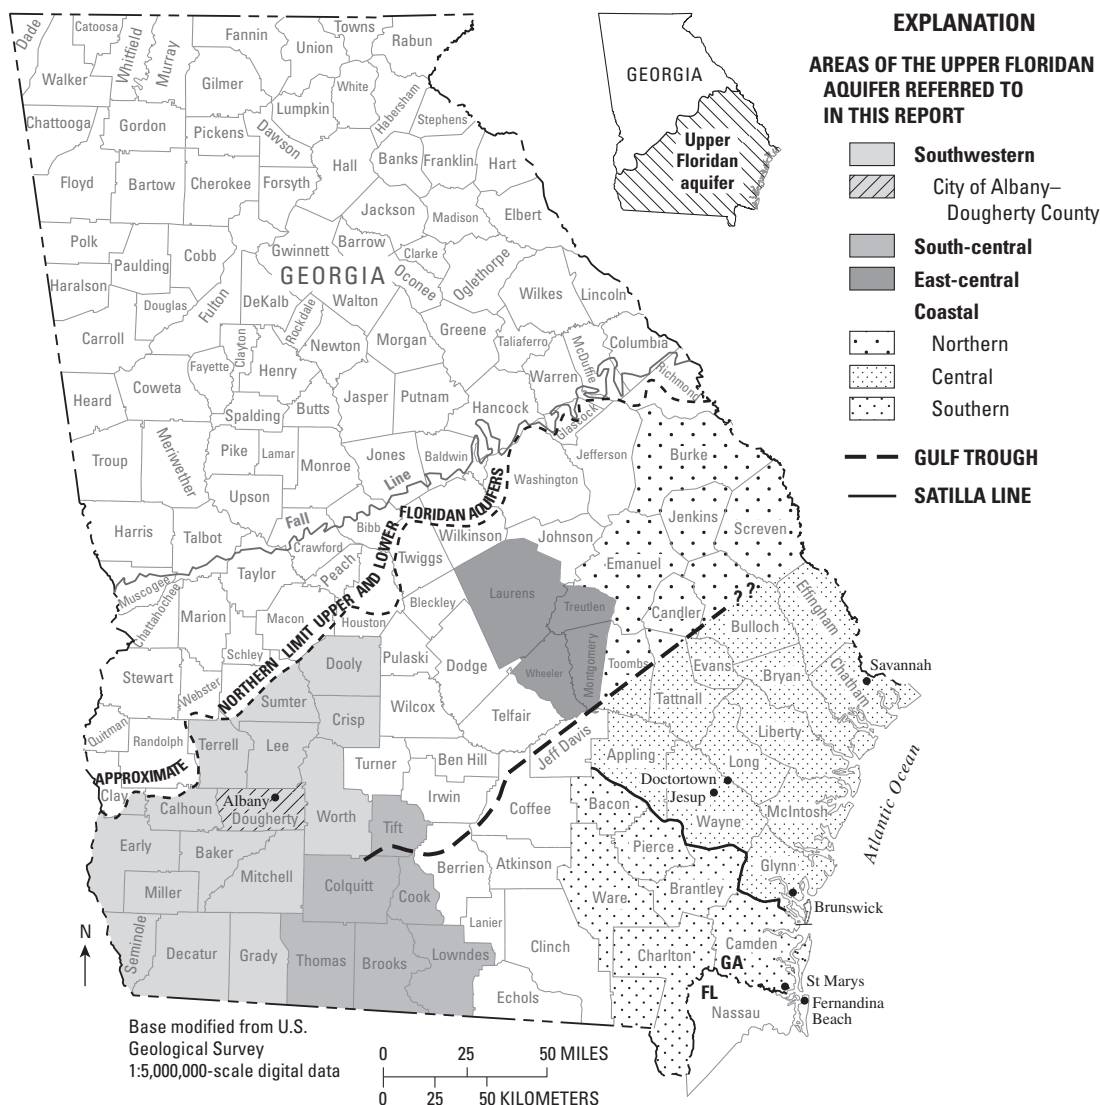 Dade
Catoosa
Whitfield
Murray
Fannin
Towns
Union
Rabun
Walker
Gilmer
White
Lumpkin
Habersham
Stephens
Chattooga
Gordon
Pickens
Dawson
Hall
Banks
Franklin
Hart
Floyd
Bartow
Cherokee
Forsyth
Jackson
Madison
Elbert
Polk
Paulding
Cobb
Gwinnett
Barrow
Clarke
Oconee
Oglethorpe
GEORGIA
Haralson
Douglas
Fulton
DeKalb
Rockdale
Walton
Wilkes
Lincoln
Carroll
Clayton
Newton
Morgan
Greene
Taliaferro
McDuffie
Columbia
Fayette
Henry
Warren
Richmond
Heard
Coweta
Spalding
Butts
Jasper
Putnam
Hancock
Glascock
Troup
Meriwether
Pike
Lamar
Monroe
Jones
Baldwin
Washington
Jefferson
Burke
Upson
Fall
Line
Harris
Talbot
Crawford
Bibb
Wilkinson
Johnson
Jenkins
Screven
Muscogee
Chattahochee
Taylor
Peach
Twiggs
Emanuel
Marion
Macon
Houston
Bleckley
Laurens
Treutlen
Candler
Bulloch
Effingham
APPROXIMATE
NORTHERN LIMIT UPPER AND LOWER
FLORIDAN AQUIFERS
? ?
Stewart
Webster
Schley
Dooly
Pulaski
Dodge
Wheeler
Montgomery
Toombs
Evans
Bryan
Chatham
Savannah
Sumter
Crisp
Wilcox
Telfair
Tattnall
Liberty
Quitman
Randolph
Terrell
Lee
Turner
Ben Hill
Jeff Davis
Appling
Long
Doctortown
Jesup
Wayne
McIntosh
Clay
Calhoun
Albany
Dougherty
Worth
Tift
Irwin
Coffee
Bacon
Pierce
Glynn
Early
Baker
Mitchell
Berrien
Atkinson
Miller
Colquitt
Cook
Ware
Brantley
Brunswick
Lanier
Seminole
Decatur
Grady
Thomas
Brooks
Lowndes
Clinch
Charlton
Camden
GA
FL
St Marys
Fernandina
Beach
Echols
Nassau
Atlantic Ocean
N
Base modified from U.S.
Geological Survey
1:5,000,000-scale digital data
0 25 50 MILES
0 25 50 KILOMETERS
GEORGIA
Upper
Floridan
aquifer
EXPLANATION
AREAS OF THE UPPER FLORIDAN
AQUIFER REFERRED TO
IN THIS REPORT
Southwestern
City of Albany–
Dougherty County
South-central
East-central
Coastal
Northern
Central
Southern
GULF TROUGH
SATILLA LINE